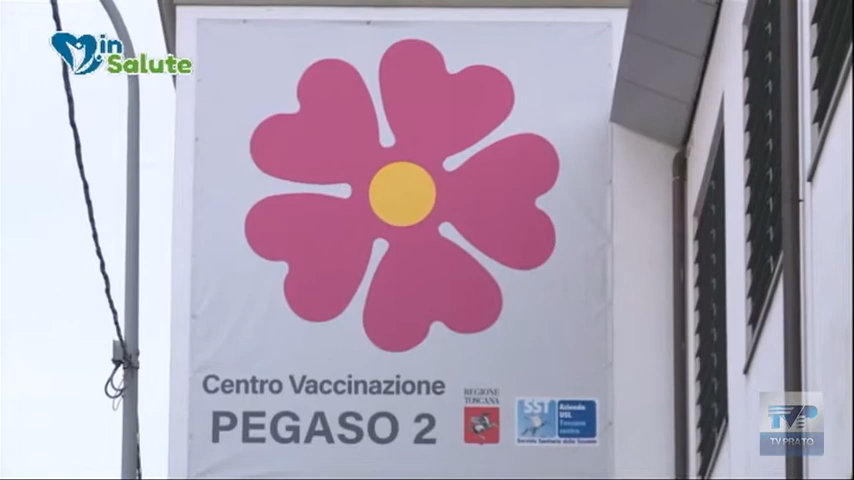 in
Salute
Centro Vaccinazione
PEGASO 2
REGIONE
TOSCANA
SST
Azienda
USL
Toscana
centro
Servizio Sanitario della Toscana
TVP
TV PRATO